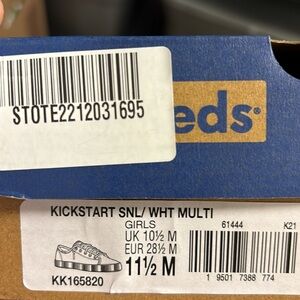 STOTE2212031695
eds
KICKSTART SNL/ WHT MULTI
GIRLS
61444
K21
UK 10½ M
EUR 28½ M
11½ M
KK165820
1 9501 7388 774